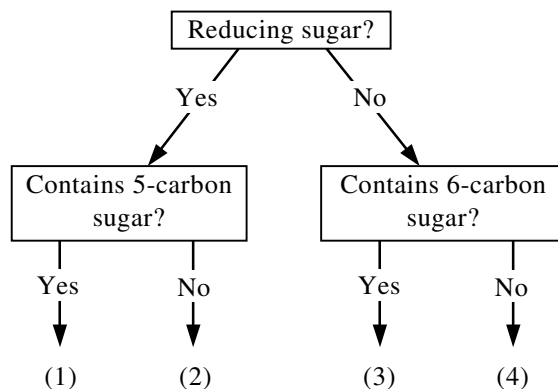 Reducing sugar?
Yes
No
Contains 5-carbon
sugar?
Contains 6-carbon
sugar?
Yes
No
Yes
No
(1)
(2)
(3)
(4)